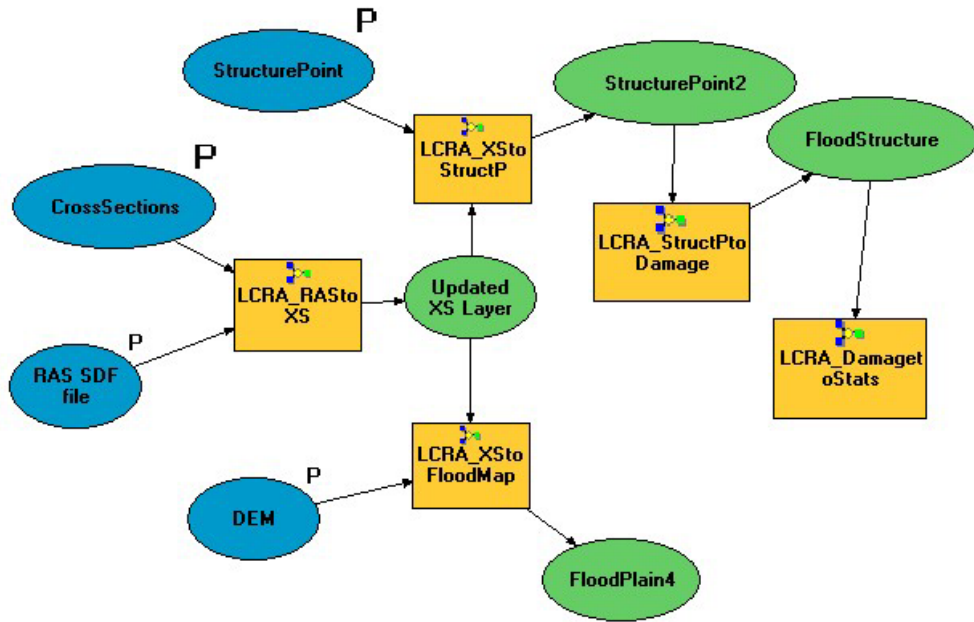 P
StructurePoint
StructurePoint2
FloodStructure
LCRA_XSto
StructP
P
CrossSections
LCRA_StructPto
Damage
LCRA_RASto
XS
Updated
XS Layer
P
RAS SDF
file
LCRA_Damaget
oStats
LCRA_XSto
FloodMap
P
DEM
FloodPlain4